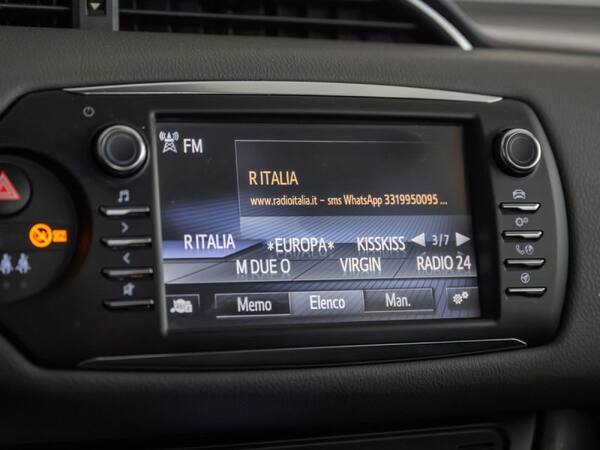 FM
R ITALIA
www.radioitalia.it - sms WhatsApp 3319950095 ...
R ITALIA *EUROPA* KISSKISS 3/7
M DUE O VIRGIN RADIO 24
Memo Elenco Man.